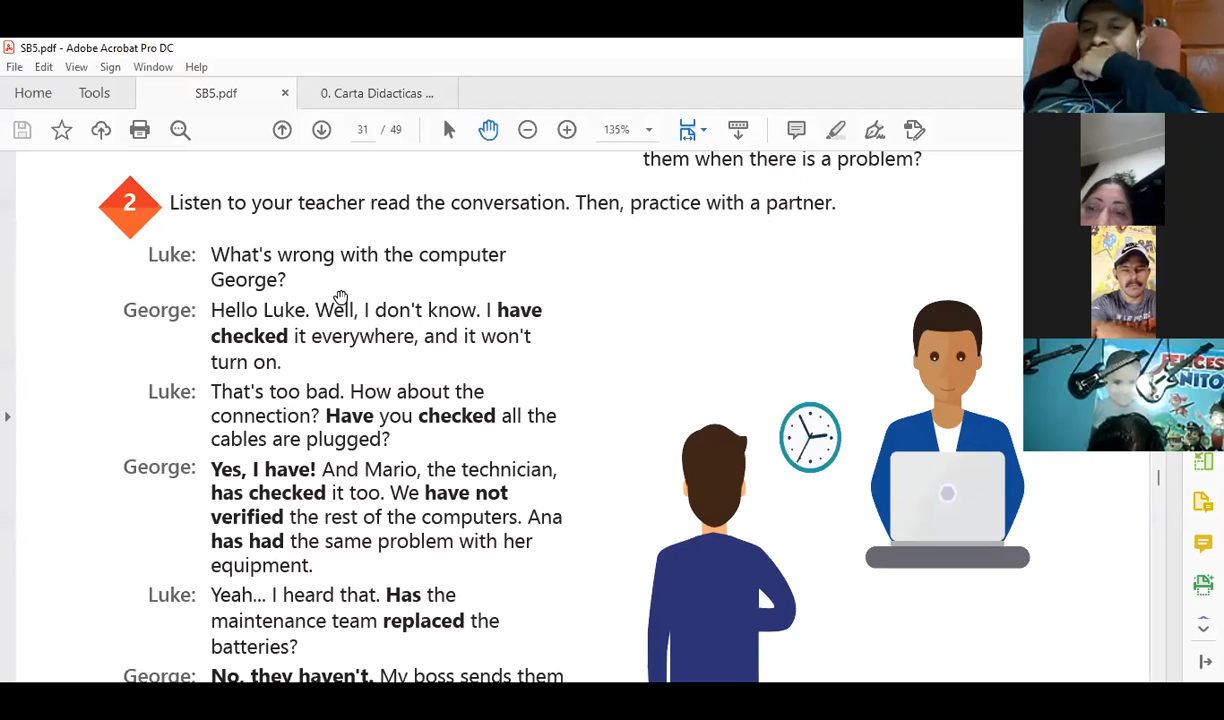 SB5.pdf - Adobe Acrobat Pro DC
File Edit View Sign Window Help
Home Tools SB5.pdf × 0. Carta Didacticas ...
31 / 49 135%
them when there is a problem?
2 Listen to your teacher read the conversation. Then, practice with a partner.
Luke: What's wrong with the computer
George?
George: Hello Luke. Well, I don't know. I have
checked it everywhere, and it won't
turn on.
Luke: That's too bad. How about the
connection? Have you checked all the
cables are plugged?
George: Yes, I have! And Mario, the technician,
has checked it too. We have not
verified the rest of the computers. Ana
has had the same problem with her
equipment.
Luke: Yeah... I heard that. Has the
maintenance team replaced the
batteries?
George: No, they haven't. My boss sends them